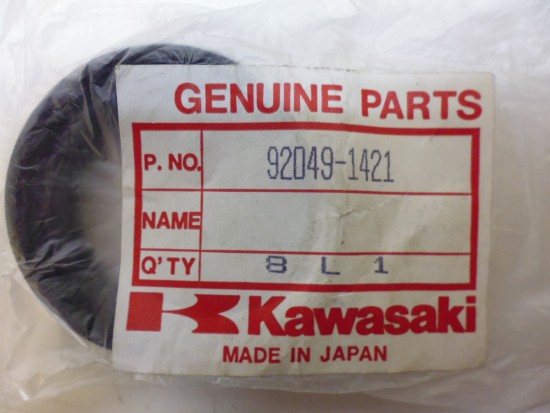 GENUINE PARTS
P. NO. 92049-1421
NAME
Q'TY 8 L 1
Kawasaki
MADE IN JAPAN